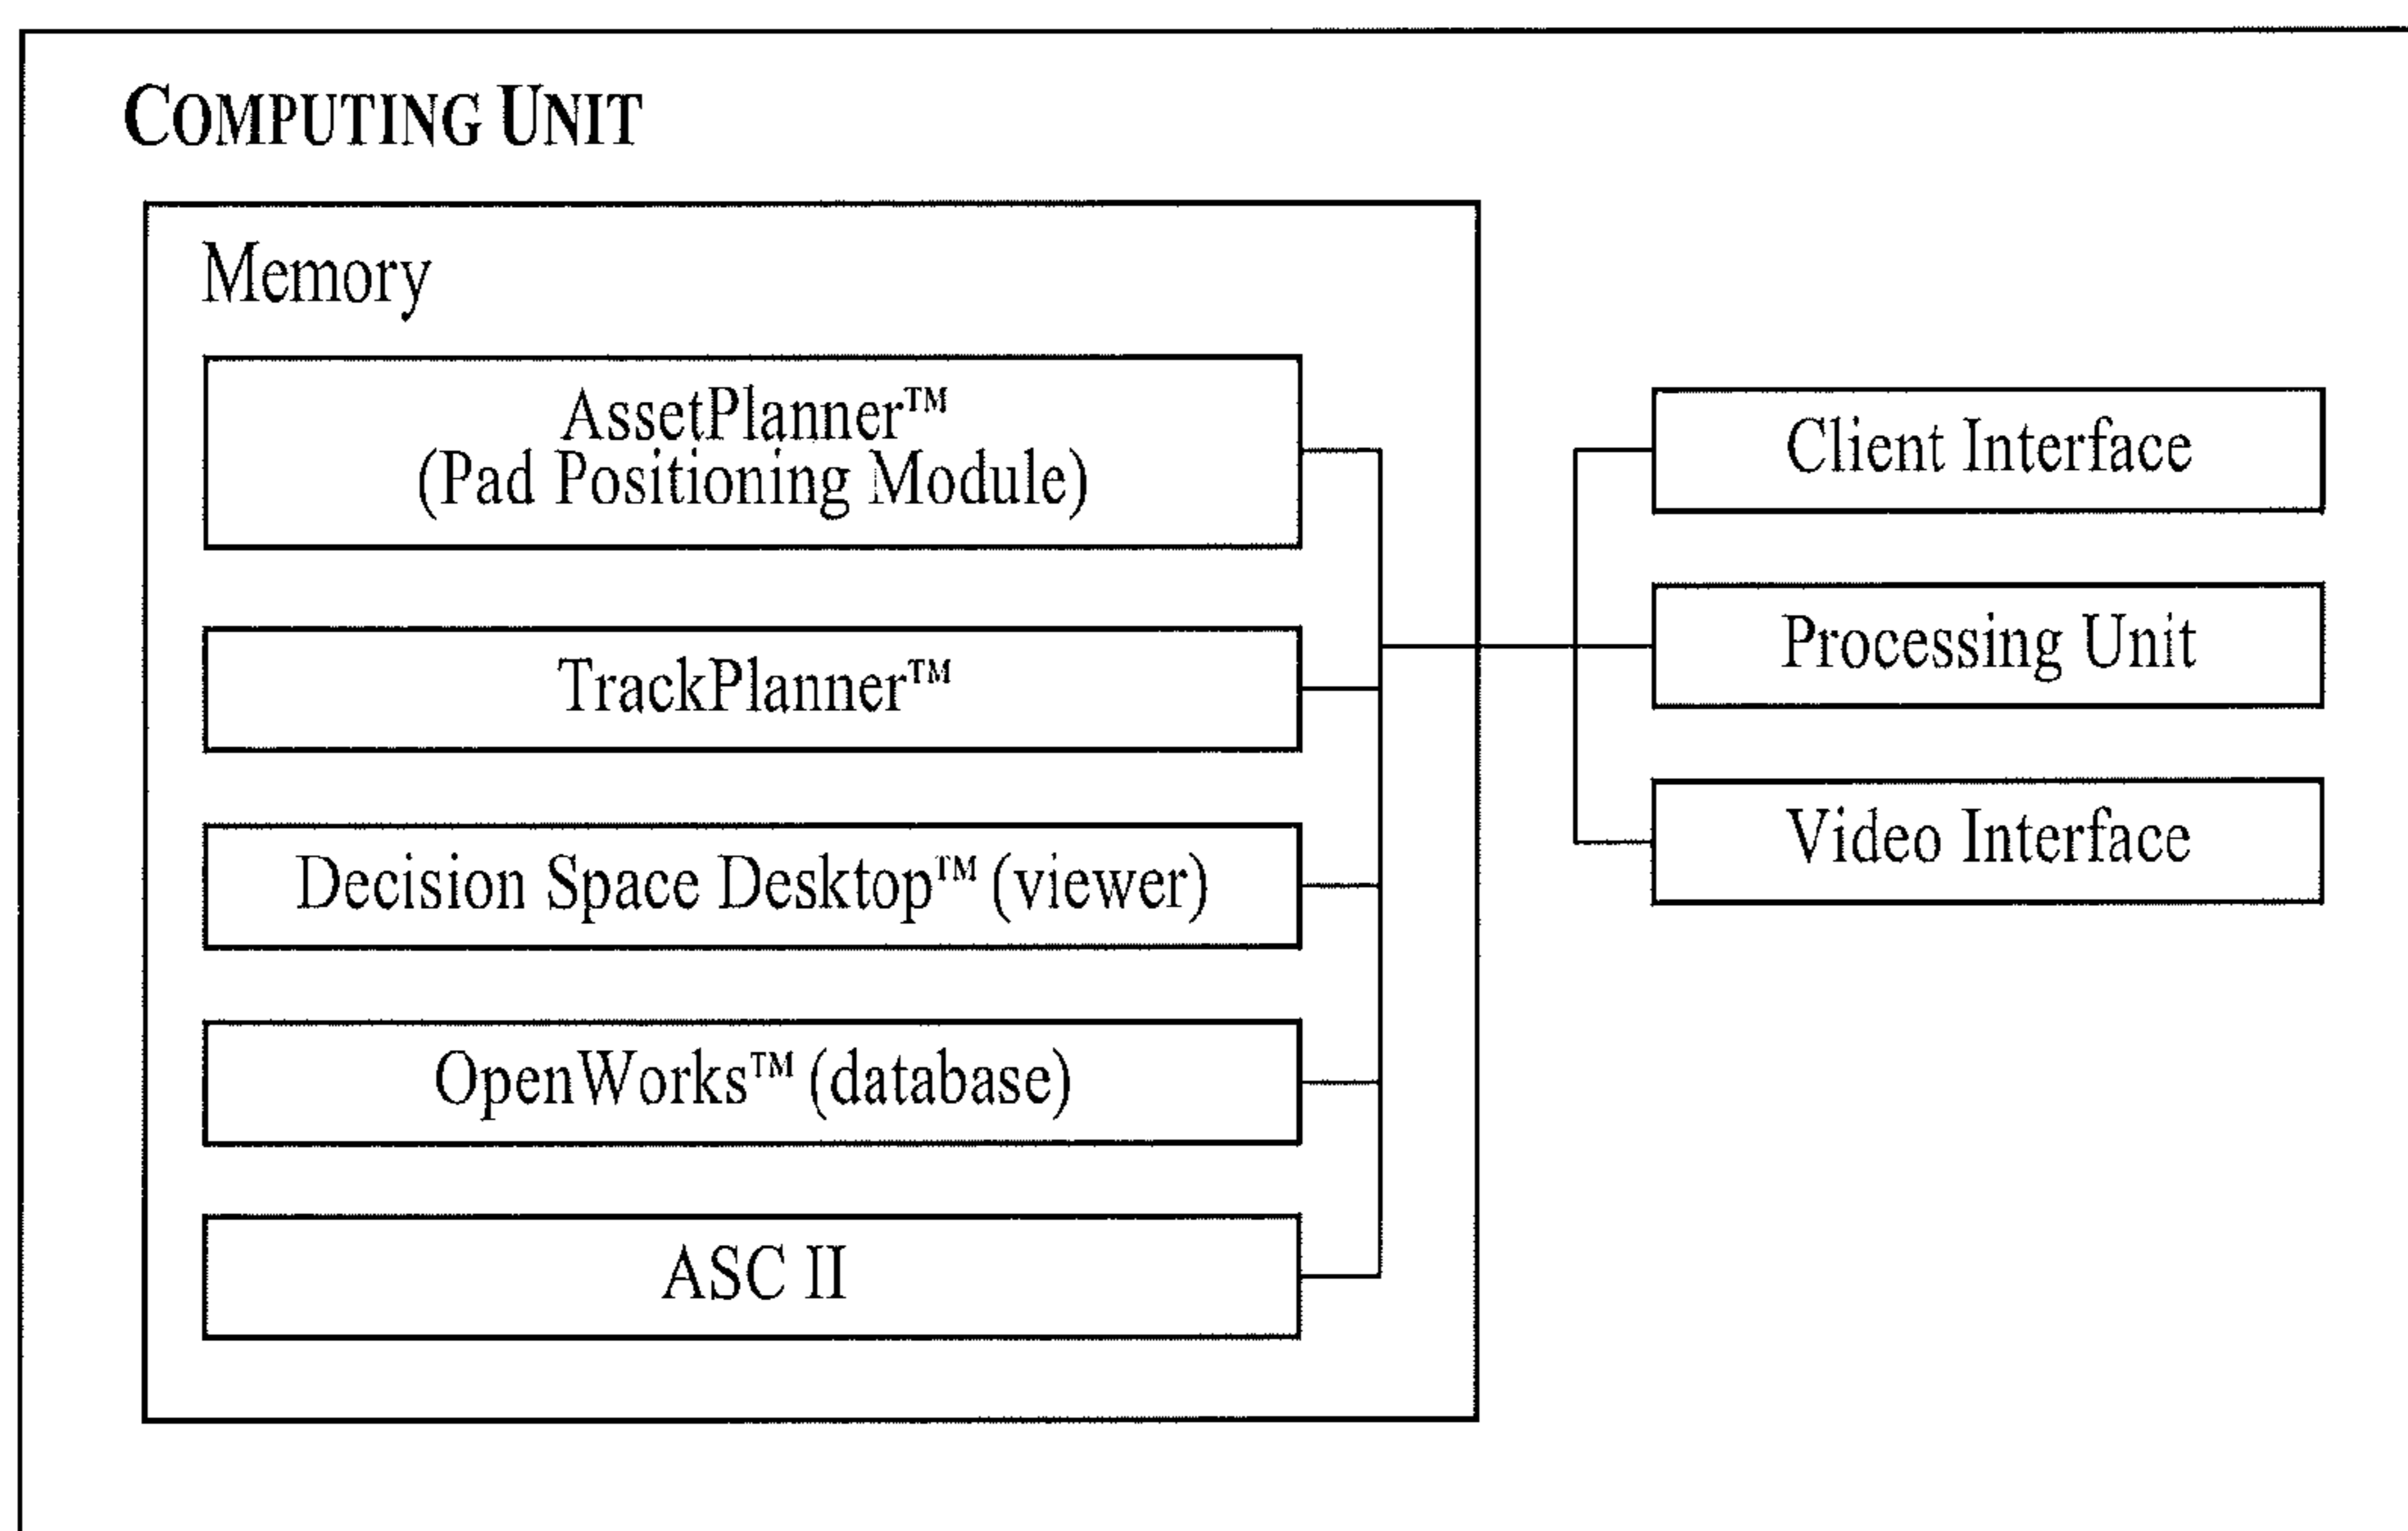 COMPUTING UNIT
Memory
AssetPlanner™
(Pad Positioning Module)
TrackPlanner™
Decision Space Desktop™ (viewer)
OpenWorks™ (database)
ASC II
Client Interface
Processing Unit
Video Interface